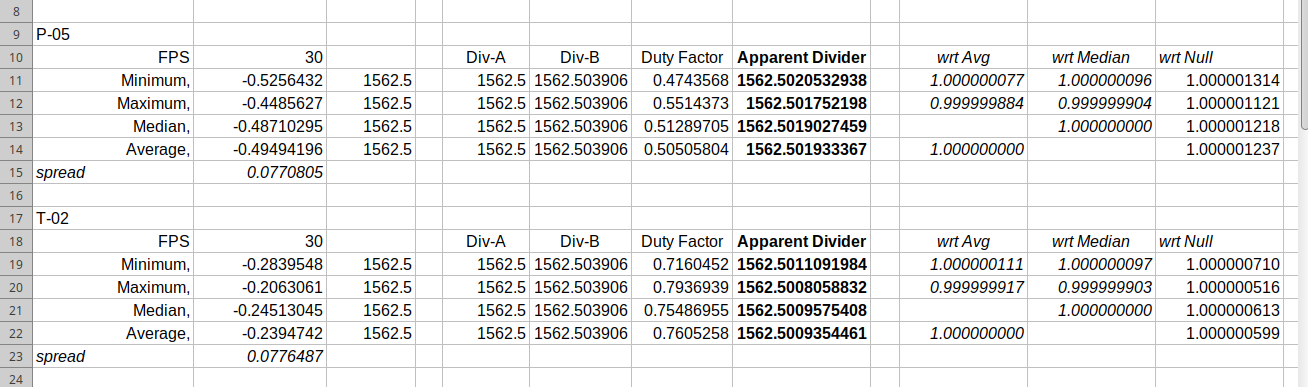 8
9 P-05
10 FPS 30 Div-A Div-B Duty Factor Apparent Divider wrt Avg wrt Median wrt Null
11 Minimum, -0.5256432 1562.5 1562.5 1562.503906 0.4743568 1562.5020532938 1.000000077 1.000000096 1.000001314
12 Maximum, -0.4485627 1562.5 1562.5 1562.503906 0.5514373 1562.501752198 0.999999884 0.999999904 1.000001121
13 Median, -0.48710295 1562.5 1562.5 1562.503906 0.51289705 1562.5019027459 1.000000000 1.000001218
14 Average, -0.49494196 1562.5 1562.5 1562.503906 0.50505804 1562.501933367 1.000000000 1.000001237
15 spread 0.0770805
16
17 T-02
18 FPS 30 Div-A Div-B Duty Factor Apparent Divider wrt Avg wrt Median wrt Null
19 Minimum, -0.2839548 1562.5 1562.5 1562.503906 0.7160452 1562.5011091984 1.000000111 1.000000097 1.000000710
20 Maximum, -0.2063061 1562.5 1562.5 1562.503906 0.7936939 1562.5008058832 0.999999917 0.999999903 1.000000516
21 Median, -0.24513045 1562.5 1562.5 1562.503906 0.75486955 1562.5009575408 1.000000000 1.000000613
22 Average, -0.2394742 1562.5 1562.5 1562.503906 0.7605258 1562.5009354461 1.000000000 1.000000599
23 spread 0.0776487
24